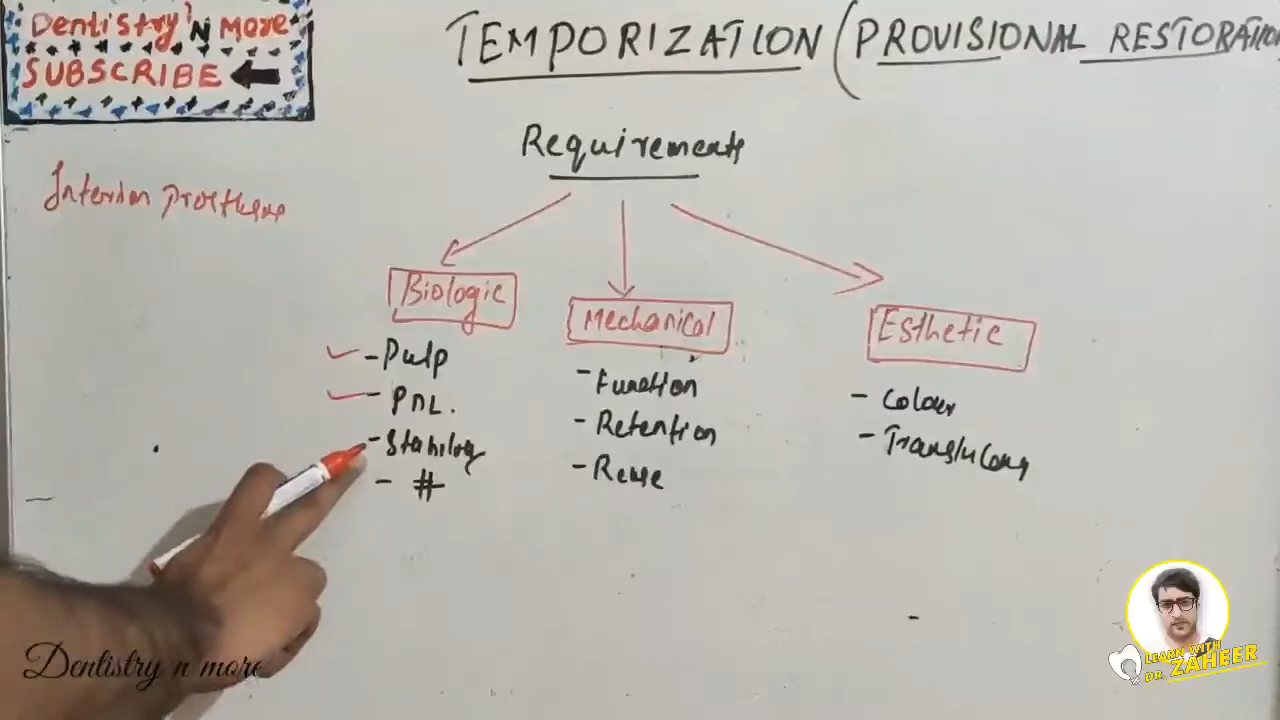 Dentistry 'N More
SUBSCRIBE
TEMPORIZATION (PROVISIONAL RESTORATION
Requirements
Interim Prosthesis
Biologic
- Pulp
- PDL.
- Stability
- #
Mechanical
- Function
- Retention
- Reuse
Esthetic
- Colour
- Translucency
Dentistry n more
LEARN WITH
DR. ZAHEER